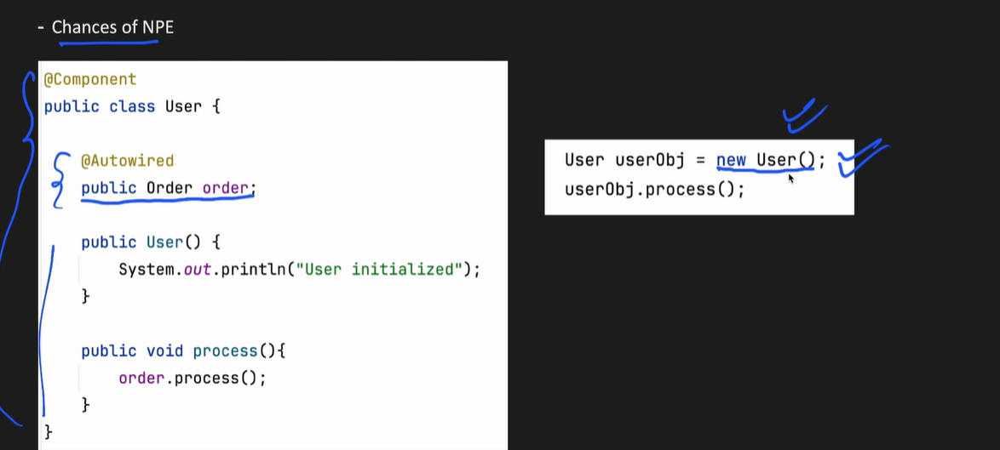 - Chances of NPE
@Component
public class User {
@Autowired
public Order order;
public User() {
System.out.println("User initialized");
}
public void process(){
order.process();
}
}
User userObj = new User();
userObj.process();